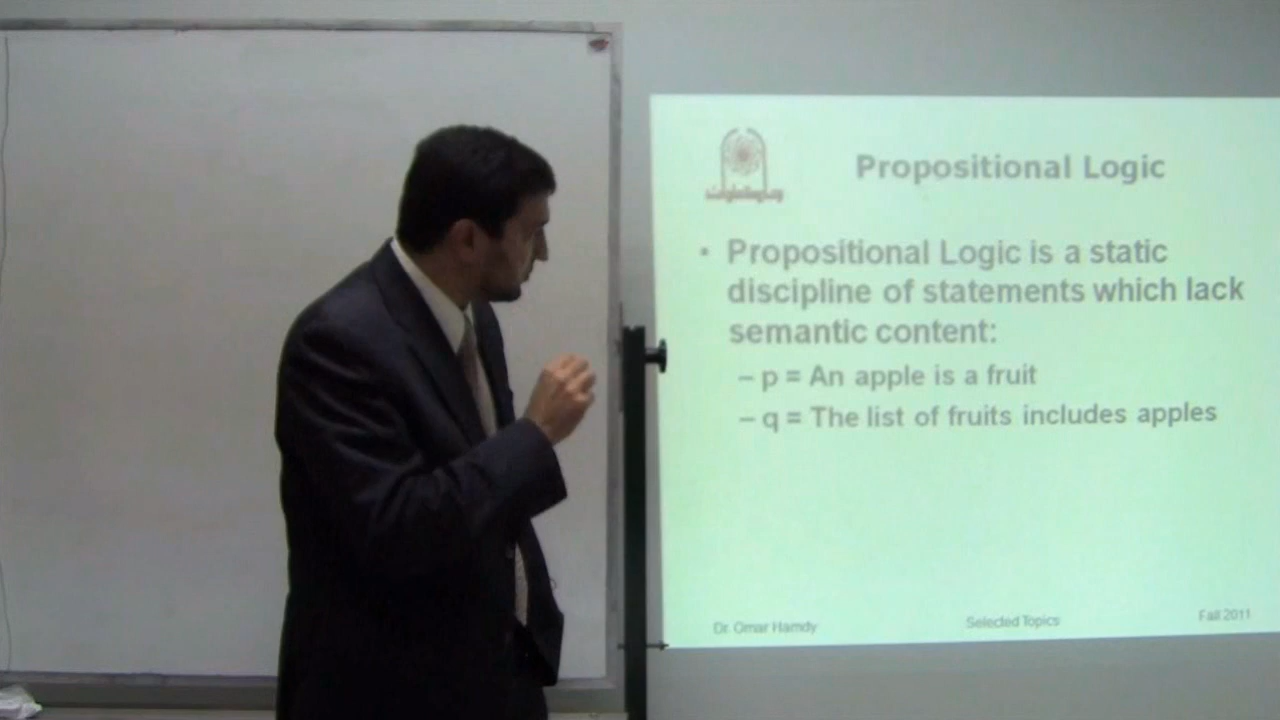 Propositional Logic
• Propositional Logic is a static
discipline of statements which lack
semantic content:
– p = An apple is a fruit
– q = The list of fruits includes apples
Dr. Omar Hamdy
Selected Topics
Fall 2011